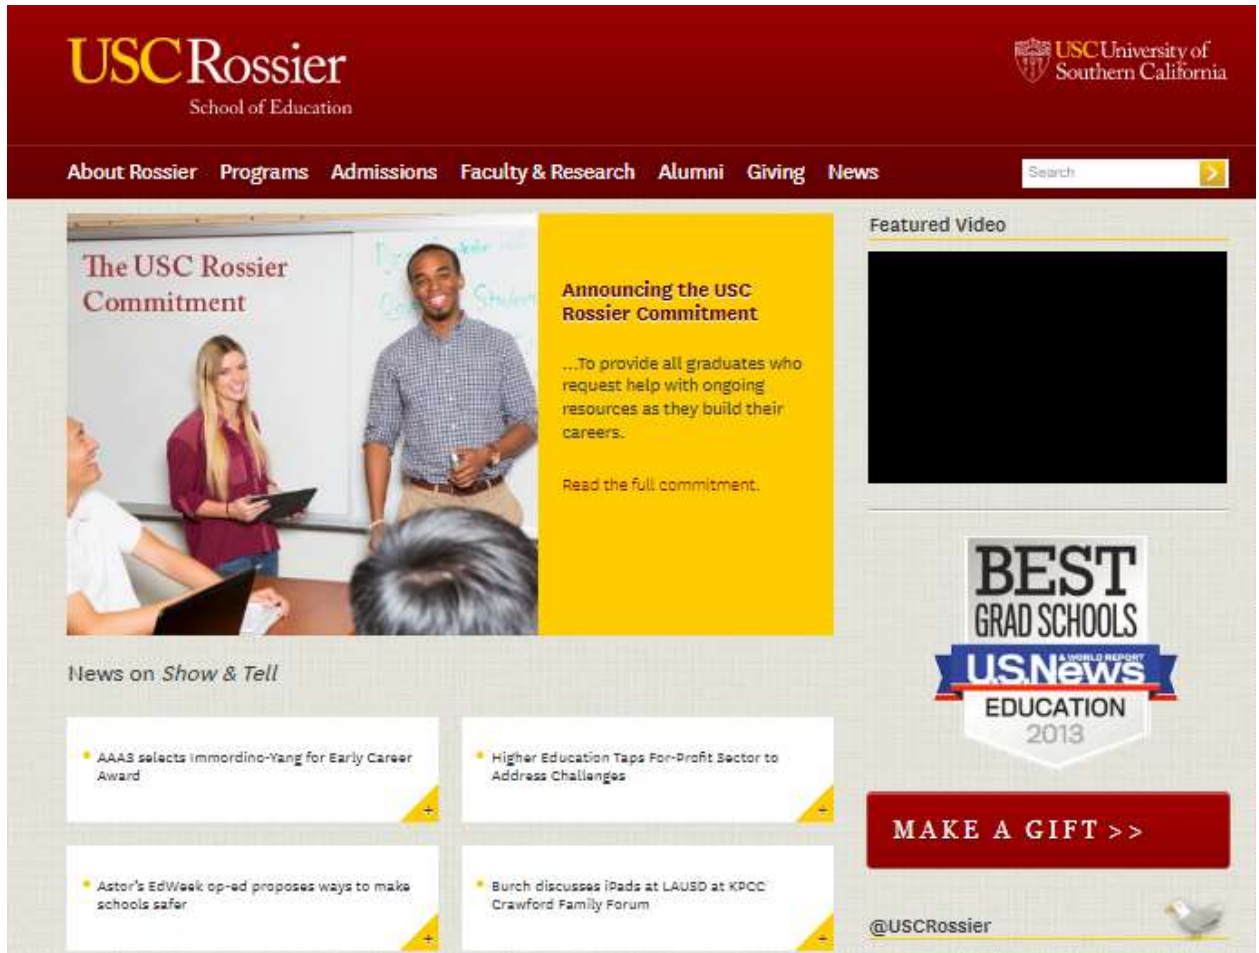 USC Rossier
School of Education
USC University of
Southern California
About Rossier Programs Admissions Faculty & Research Alumni Giving News
Search
The USC Rossier
Commitment
Announcing the USC
Rossier Commitment
...To provide all graduates who
request help with ongoing
resources as they build their
careers.
Read the full commitment.
Featured Video
BEST
GRAD SCHOOLS
U.S.News
& WORLD REPORT
EDUCATION
2013
News on Show & Tell
AAAS selects Immordino-Yang for Early Career
Award
+
Higher Education Taps For-Profit Sector to
Address Challenges
+
Astor's EdWeek op-ed proposes ways to make
schools safer
+
Burch discusses iPads at LAUSD at KPCC
Crawford Family Forum
+
MAKE A GIFT >>
@USCRossier